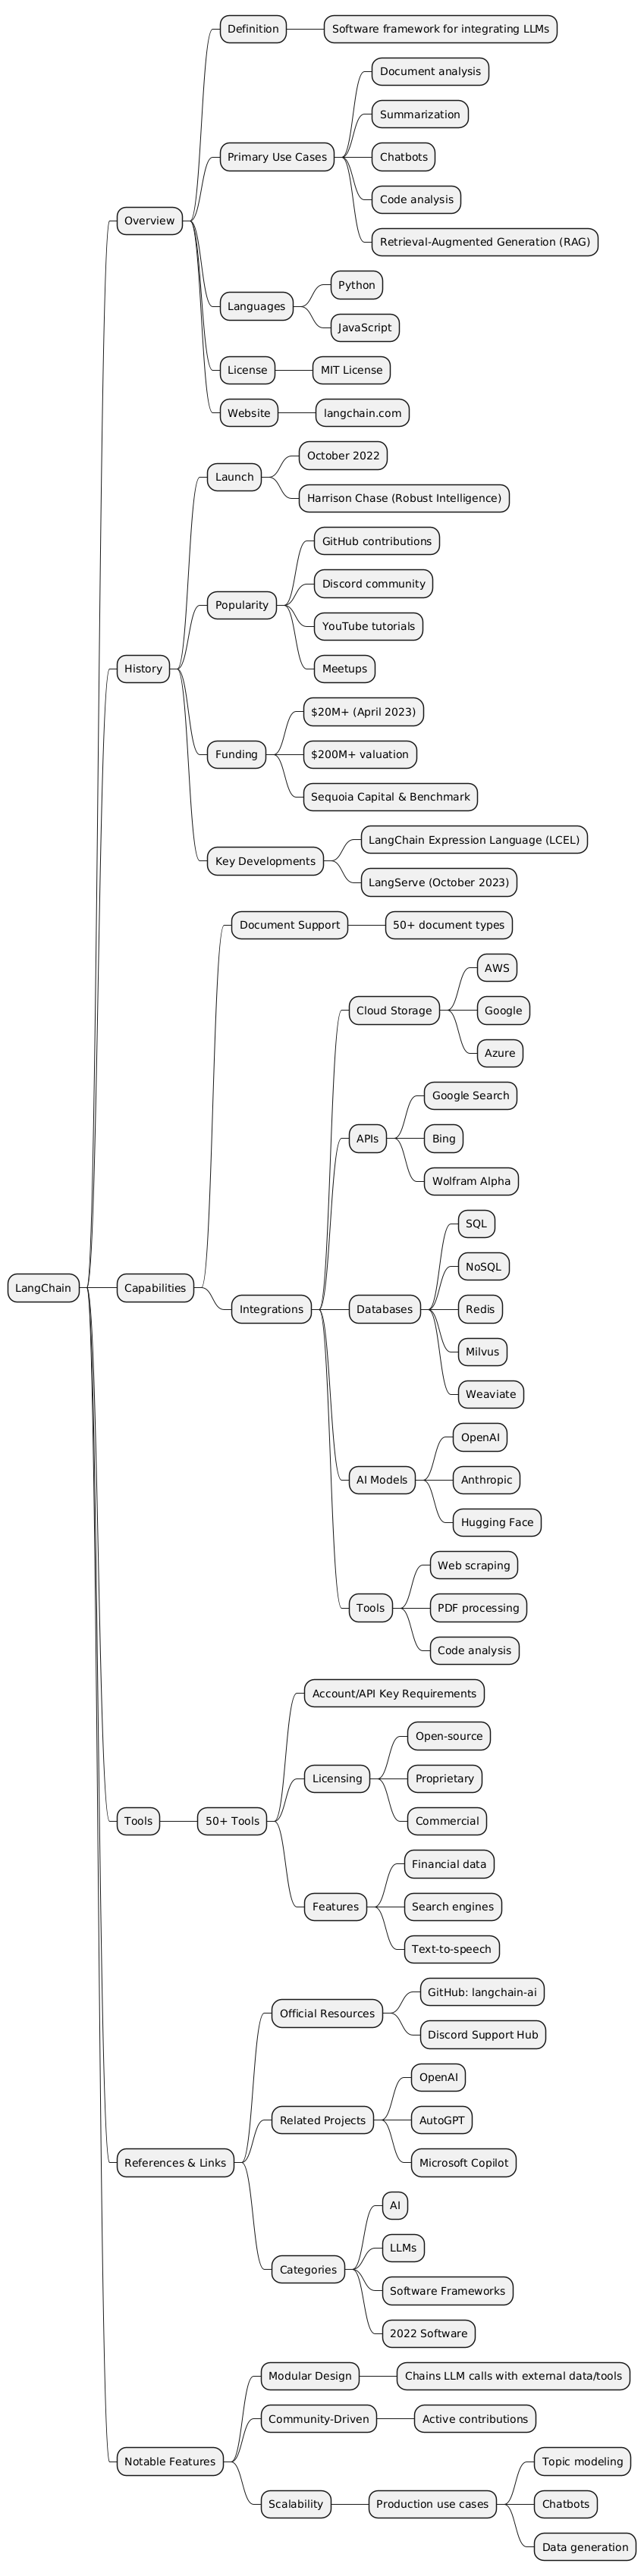 LangChain
Overview
Definition
Software framework for integrating LLMs
Primary Use Cases
Document analysis
Summarization
Chatbots
Code analysis
Retrieval-Augmented Generation (RAG)
Languages
Python
JavaScript
License
MIT License
Website
langchain.com
History
Launch
October 2022
Harrison Chase (Robust Intelligence)
Popularity
GitHub contributions
Discord community
YouTube tutorials
Meetups
Funding
$20M+ (April 2023)
$200M+ valuation
Sequoia Capital & Benchmark
Key Developments
LangChain Expression Language (LCEL)
LangServe (October 2023)
Capabilities
Document Support
50+ document types
Integrations
Cloud Storage
AWS
Google
Azure
APIs
Google Search
Bing
Wolfram Alpha
Databases
SQL
NoSQL
Redis
Milvus
Weaviate
AI Models
OpenAI
Anthropic
Hugging Face
Tools
Web scraping
PDF processing
Code analysis
Tools
50+ Tools
Account/API Key Requirements
Licensing
Open-source
Proprietary
Commercial
Features
Financial data
Search engines
Text-to-speech
References & Links
Official Resources
GitHub: langchain-ai
Discord Support Hub
Related Projects
OpenAI
AutoGPT
Microsoft Copilot
Categories
AI
LLMs
Software Frameworks
2022 Software
Notable Features
Modular Design
Chains LLM calls with external data/tools
Community-Driven
Active contributions
Scalability
Production use cases
Topic modeling
Chatbots
Data generation